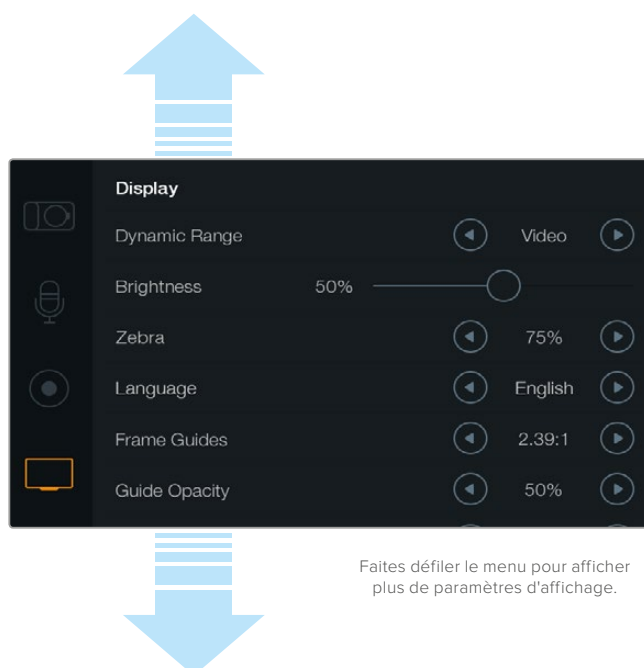 Display
Dynamic Range Video
Brightness 50%
Zebra 75%
Language English
Frame Guides 2.39:1
Guide Opacity 50%
Faites défiler le menu pour afficher
plus de paramètres d'affichage.